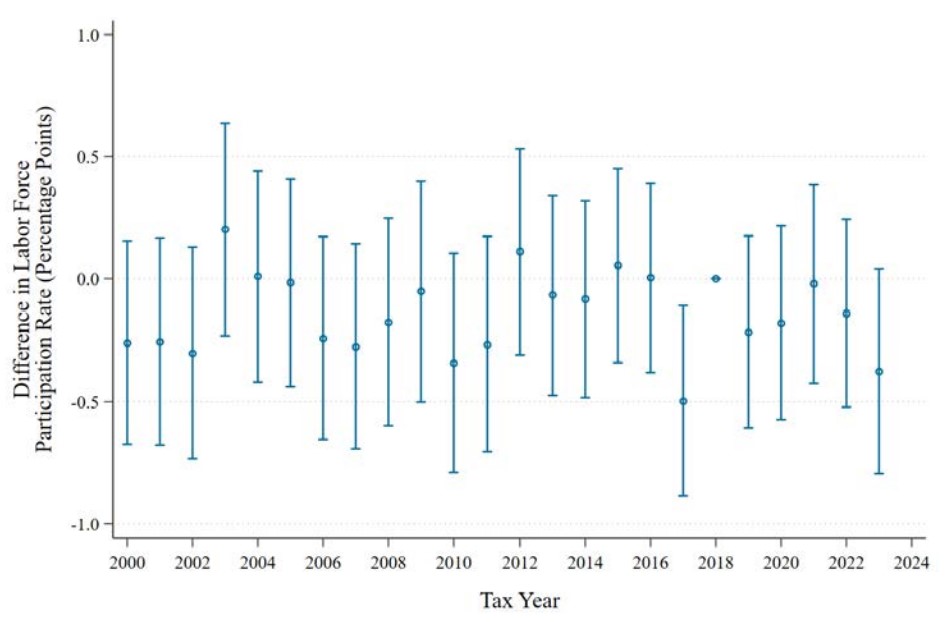 Difference in Labor Force
Participation Rate (Percentage Points)
1.0
0.5
0.0
-0.5
-1.0
2000 2002 2004 2006 2008 2010 2012 2014 2016 2018 2020 2022 2024
Tax Year